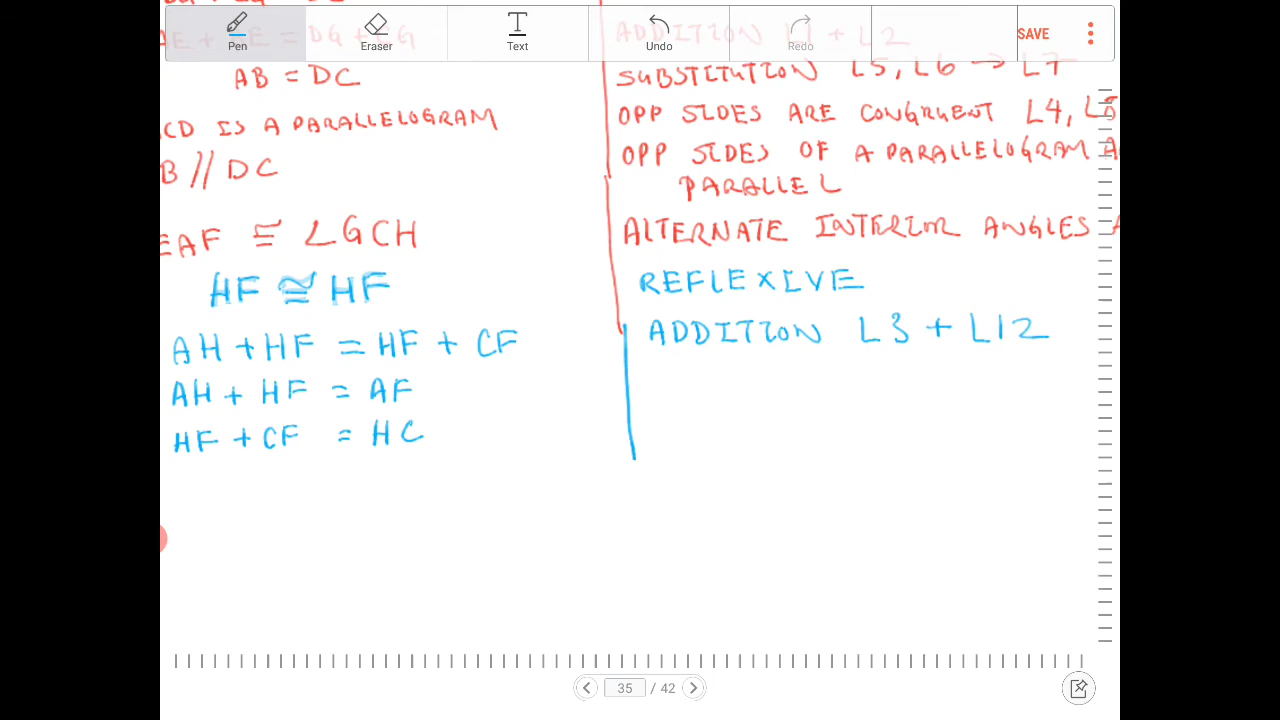 Pen Eraser Text Undo Redo SAVE
E + E = DG + G ADDITION L1 + L2
AB = DC SUBSTITUTION L5, L6 → L7
CD IS A PARALLELOGRAM OPP SIDES ARE CONGRUENT L4, L8
B // DC OPP SIDES OF A PARALLELOGRAM A
PARALLEL
EAF ≅ ∠GCH ALTERNATE INTERIOR ANGLES A
HF ≅ HF REFLEXIVE
AH + HF = HF + CF ADDITION L3 + L12
AH + HF = AF
HF + CF = HC
35 / 42